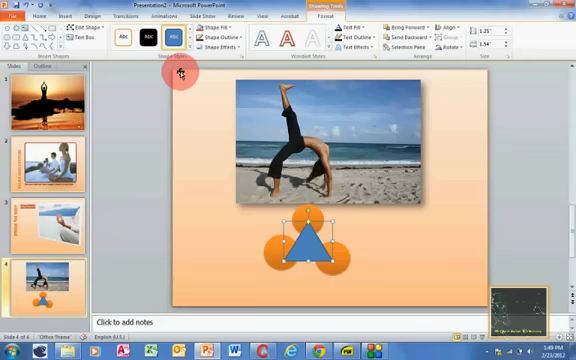 Presentation2 - Microsoft PowerPoint
Drawing Tools
File
Home
Insert
Design
Transitions
Animations
Slide Show
Review
View
Acrobat
Format
Edit Shape
Text Box
Insert Shapes
Abc
Abc
Abc
Shape Fill
Shape Outline
Shape Effects
Shape Styles
A
A
A
WordArt Styles
Text Fill
Text Outline
Text Effects
Bring Forward
Send Backward
Selection Pane
Align
Group
Rotate
Arrange
1.25"
1.54"
Size
Slides
Outline
1
2
3
4
Click to add notes
Slide 4 of 4
"Office Theme"
English (U.S.)
1:49 PM
2/23/2012